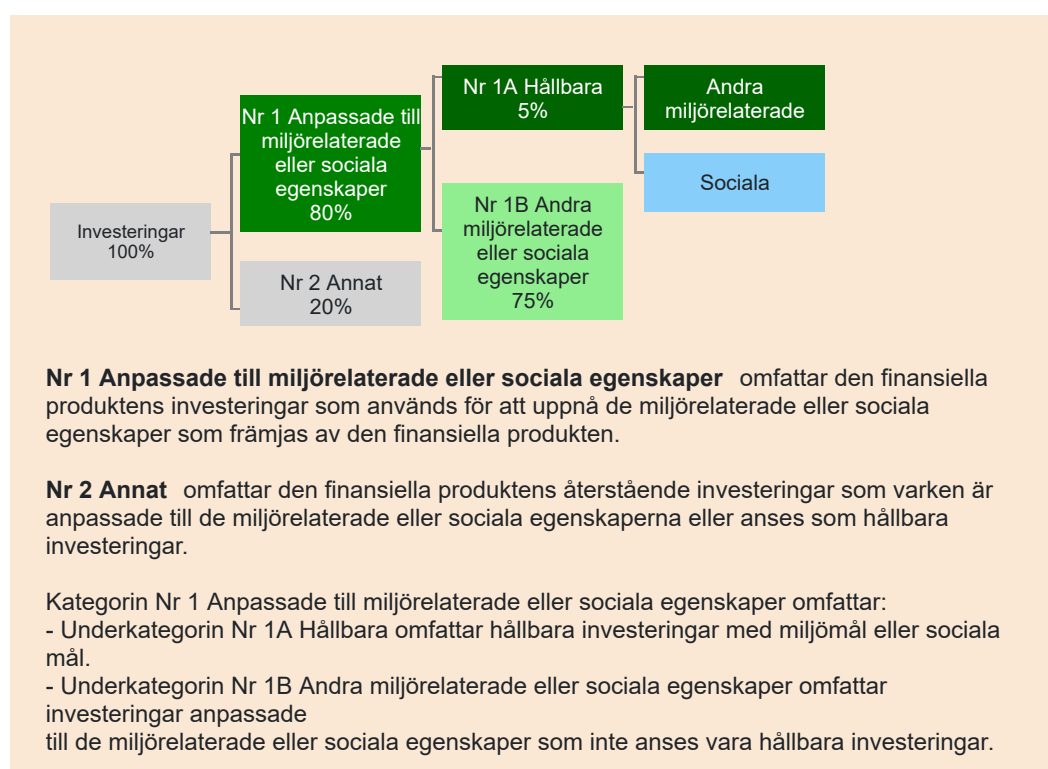 Investeringar
100%
Nr 1 Anpassade till
miljörelaterade
eller sociala
egenskaper
80%
Nr 2 Annat
20%
Nr 1A Hållbara
5%
Nr 1B Andra
miljörelaterade
eller sociala
egenskaper
75%
Andra
miljörelaterade
Sociala
Nr 1 Anpassade till miljörelaterade eller sociala egenskaper omfattar den finansiella
produktens investeringar som används för att uppnå de miljörelaterade eller sociala
egenskaper som främjas av den finansiella produkten.
Nr 2 Annat omfattar den finansiella produktens återstående investeringar som varken är
anpassade till de miljörelaterade eller sociala egenskaperna eller anses som hållbara
investeringar.
Kategorin Nr 1 Anpassade till miljörelaterade eller sociala egenskaper omfattar:
- Underkategorin Nr 1A Hållbara omfattar hållbara investeringar med miljömål eller sociala
mål.
- Underkategorin Nr 1B Andra miljörelaterade eller sociala egenskaper omfattar
investeringar anpassade
till de miljörelaterade eller sociala egenskaper som inte anses vara hållbara investeringar.